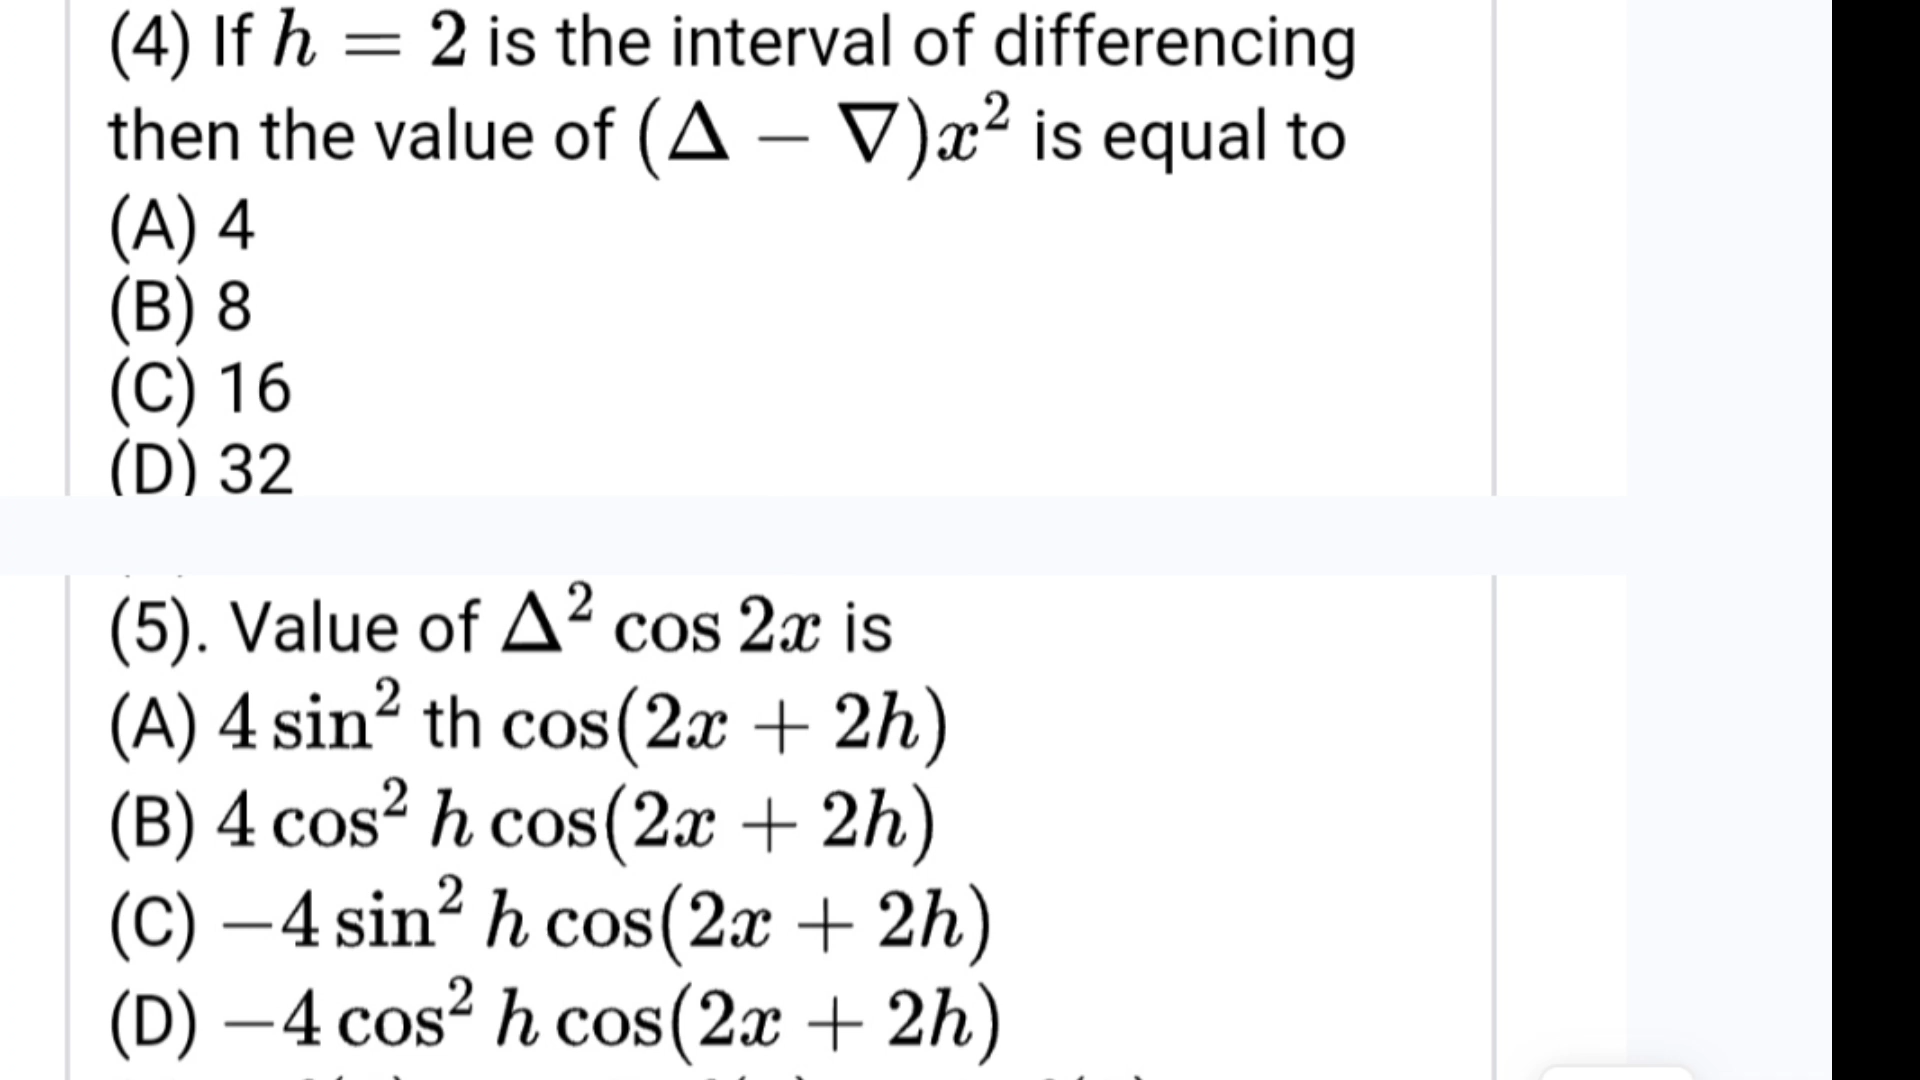 (4) If h = 2 is the interval of differencing
then the value of (Δ − ∇)x² is equal to
(A) 4
(B) 8
(C) 16
(D) 32
(5). Value of Δ² cos 2x is
(A) 4 sin² th cos(2x + 2h)
(B) 4 cos² h cos(2x + 2h)
(C) −4 sin² h cos(2x + 2h)
(D) −4 cos² h cos(2x + 2h)